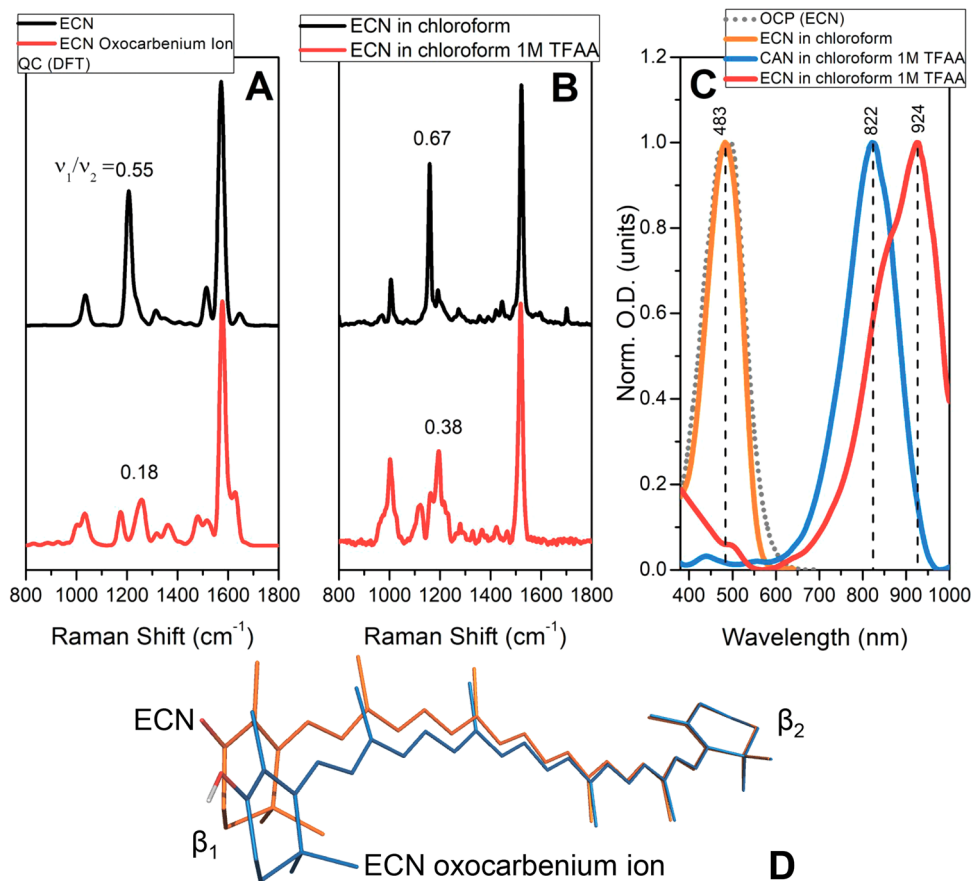 ECN
ECN Oxocarbenium Ion
QC (DFT)
A
ν₁/ν₂ =0.55
0.18
800 1000 1200 1400 1600 1800
Raman Shift (cm⁻¹)
ECN in chloroform
ECN in chloroform 1M TFAA
B
0.67
0.38
800 1000 1200 1400 1600 1800
Raman Shift (cm⁻¹)
OCP (ECN)
ECN in chloroform
CAN in chloroform 1M TFAA
ECN in chloroform 1M TFAA
C
483
822
924
Norm. O.D. (units)
1.2
1.0
0.8
0.6
0.4
0.2
0.0
400 500 600 700 800 900 1000
Wavelength (nm)
ECN
β₂
β₁
ECN oxocarbenium ion
D